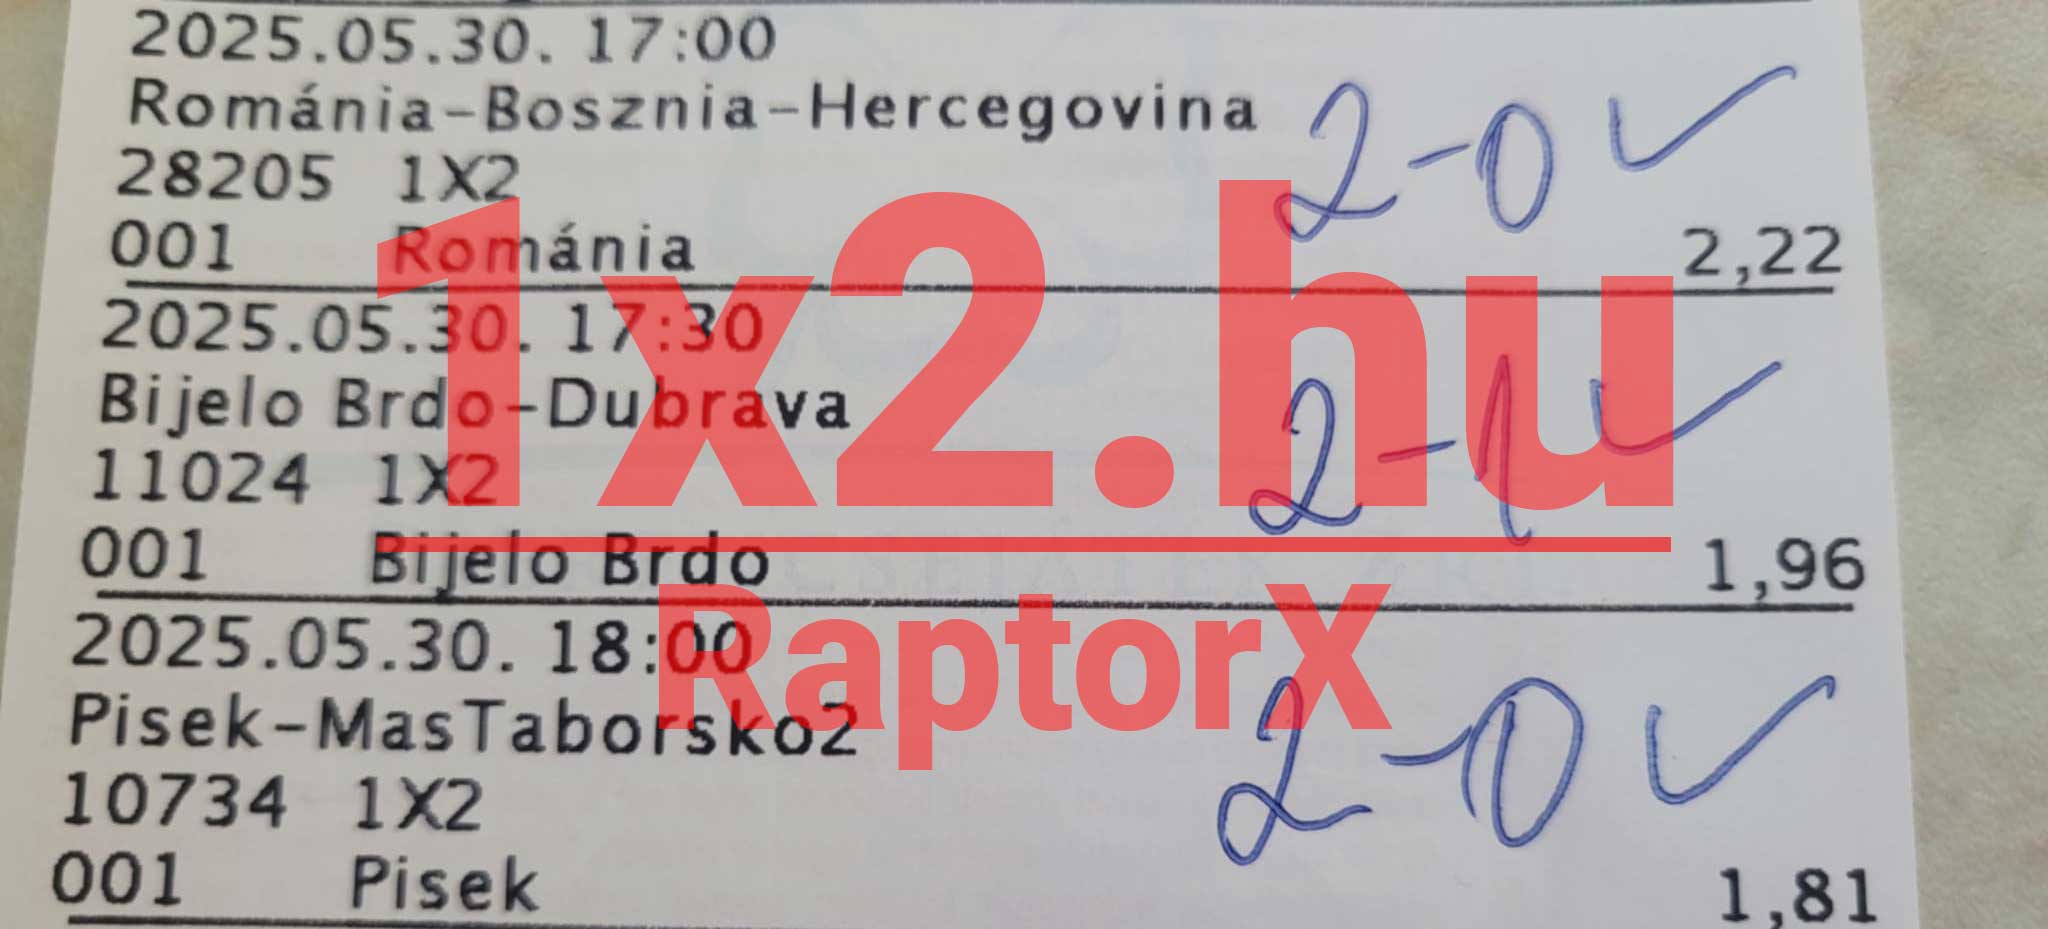 2025.05.30. 17:00
Románia-Bosznia-Hercegovina
2-0 ✓
28205 1X2
001 Románia 2,22
2025.05.30. 17:30
Bijelo Brdo-Dubrava
2-1 ✓
11024 1X2
001 Bijelo Brdo 1,96
2025.05.30. 18:00
Pisek-MasTaborsko2
2-0 ✓
10734 1X2
001 Pisek 1,81
1x2.hu
RaptorX